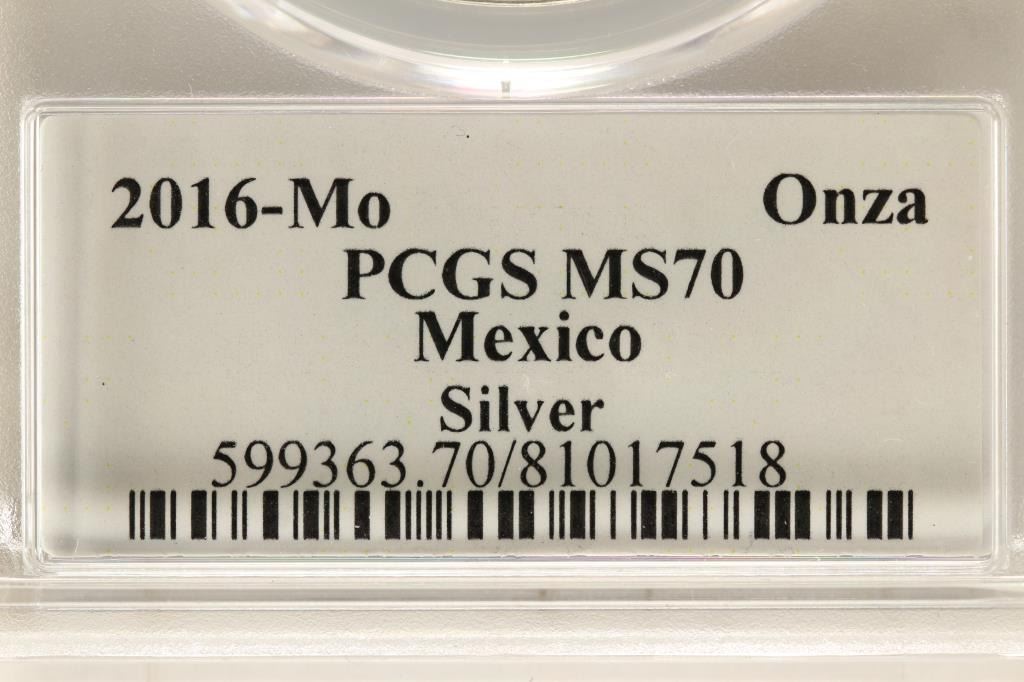 2016-Mo Onza
PCGS MS70
Mexico
Silver
599363.70/81017518